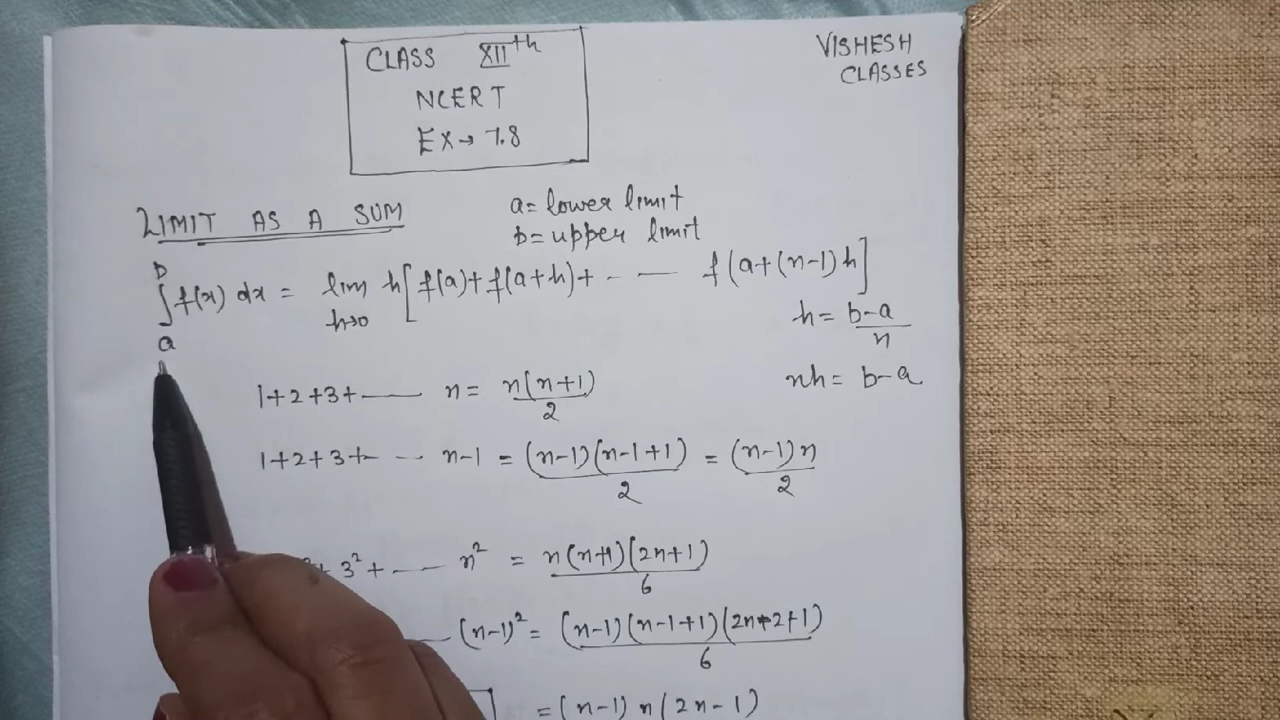 CLASS XIIth
NCERT
EX→ 7.8
VISHESH
CLASSES
LIMIT AS A SUM
a= lower limit
b= upper limit
b
∫ f(x) dx = lim h[f(a)+f(a+h)+ - — f(a+(n-1)h]
a h→0
h= b-a
n
nh= b-a
1+2+3+ —— n= n(n+1)
2
1+2+3+ - -- n-1 = (n-1)(n-1+1) = (n-1)n
2 2
+ 3²+ -- —— n² = n(n+1)(2n+1)
6
—— (n-1)² = (n-1)(n-1+1)(2n-2+1)
6
= (n-1) n(2n-1)